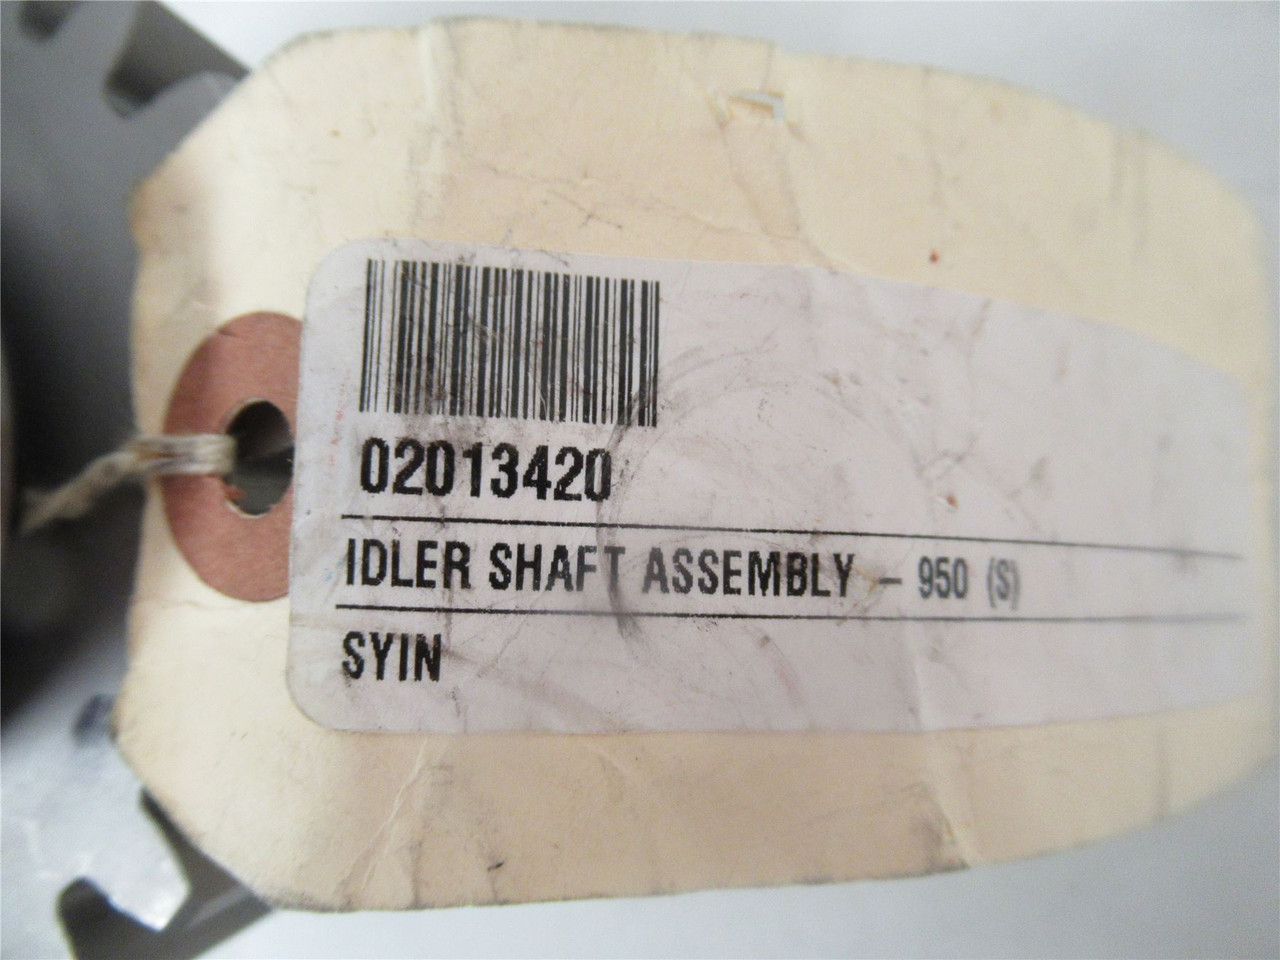 02013420
IDLER SHAFT ASSEMBLY - 950 (S)
SYIN